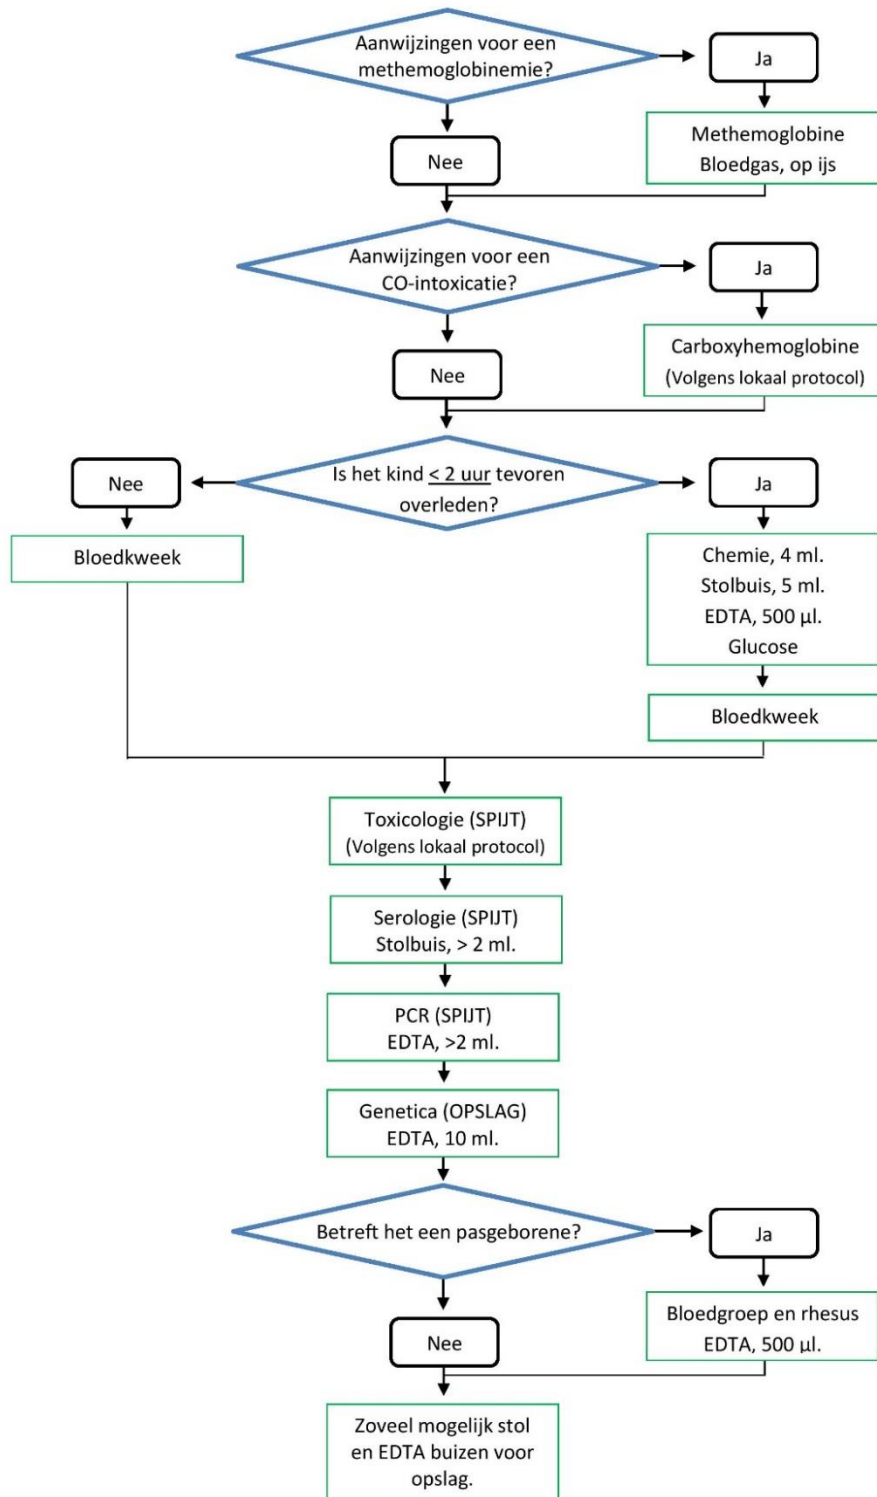 Aanwijzingen voor een
methemoglobinemie?
Ja
Nee
Methemoglobine
Bloedgas, op ijs
Aanwijzingen voor een
CO-intoxicatie?
Ja
Nee
Carboxyhemoglobine
(Volgens lokaal protocol)
Is het kind < 2 uur tevoren
overleden?
Nee
Ja
Bloedkweek
Chemie, 4 ml.
Stolbuis, 5 ml.
EDTA, 500 µl.
Glucose
Bloedkweek
Toxicologie (SPIJT)
(Volgens lokaal protocol)
Serologie (SPIJT)
Stolbuis, > 2 ml.
PCR (SPIJT)
EDTA, >2 ml.
Genetica (OPSLAG)
EDTA, 10 ml.
Betreft het een pasgeborene?
Ja
Nee
Bloedgroep en rhesus
EDTA, 500 µl.
Zoveel mogelijk stol
en EDTA buizen voor
opslag.